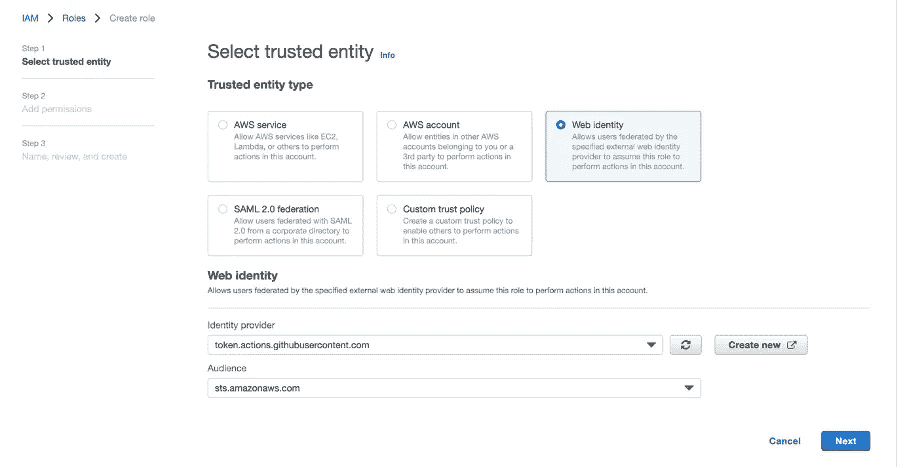 IAM > Roles > Create role
Step 1
Select trusted entity
Step 2
Add permissions
Step 3
Name, review, and create
Select trusted entity Info
Trusted entity type
AWS service
Allow AWS services like EC2,
Lambda, or others to perform
actions in this account.
AWS account
Allow entities in other AWS
accounts belonging to you or a
3rd party to perform actions in
this account.
Web identity
Allows users federated by the
specified external web identity
provider to assume this role to
perform actions in this account.
SAML 2.0 federation
Allow users federated with SAML
2.0 from a corporate directory to
perform actions in this account.
Custom trust policy
Create a custom trust policy to
enable others to perform actions
in this account.
Web identity
Allows users federated by the specified external web identity provider to assume this role to perform actions in this account.
Identity provider
token.actions.githubusercontent.com
Create new
Audience
sts.amazonaws.com
Cancel
Next